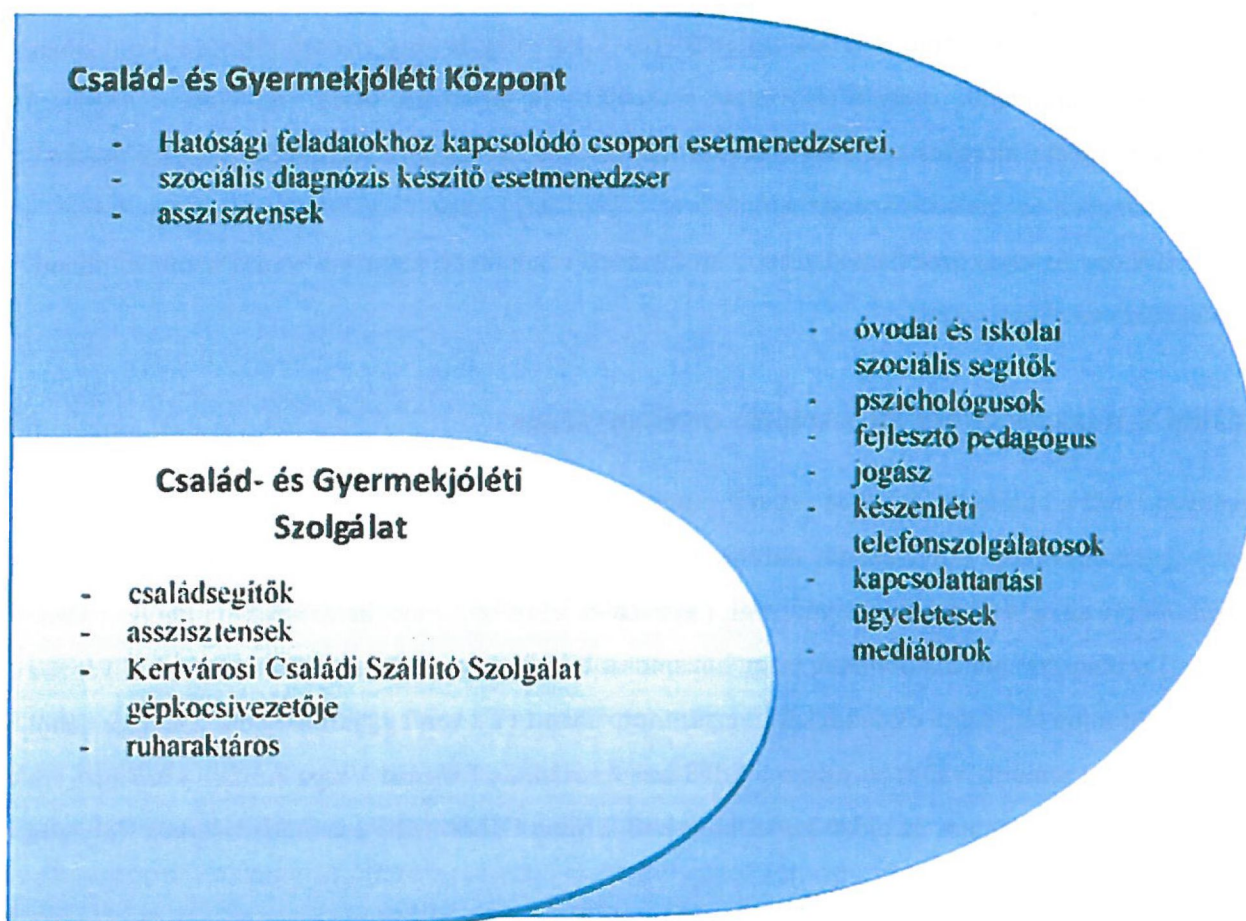 Család- és Gyermekjóléti Központ
- Hatósági feladatokhoz kapcsolódó csoport esetmenedzserei,
- szociális diagnózis készítő esetmenedzser
- asszisztensek
- óvodai és iskolai
szociális segítők
- pszichológusok
- fejlesztő pedagógus
- jogász
- készenléti
telefonszolgálatosok
- kapcsolattartási
ügyeletesek
- mediátorok
Család- és Gyermekjóléti
Szolgálat
- családsegítők
- asszisztensek
- Kertvárosi Családi Szállító Szolgálat
gépkocsivezetője
- ruharaktáros